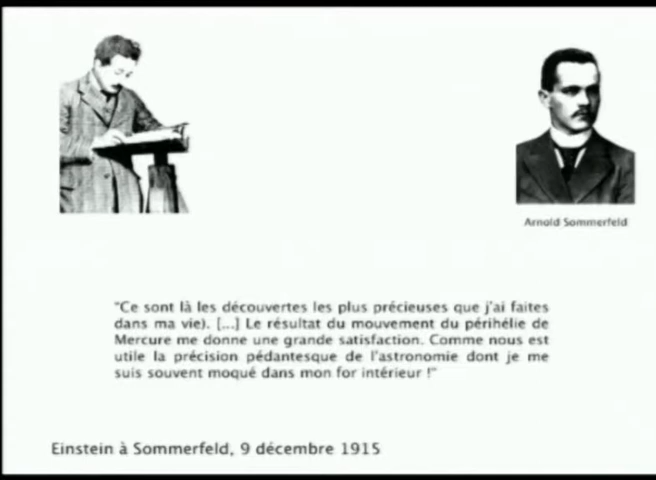 Arnold Sommerfeld
"Ce sont là les découvertes les plus précieuses que j'ai faites
dans ma vie). [...] Le résultat du mouvement du périhélie de
Mercure me donne une grande satisfaction. Comme nous est
utile la précision pédantesque de l'astronomie dont je me
suis souvent moqué dans mon for intérieur !"
Einstein à Sommerfeld, 9 décembre 1915